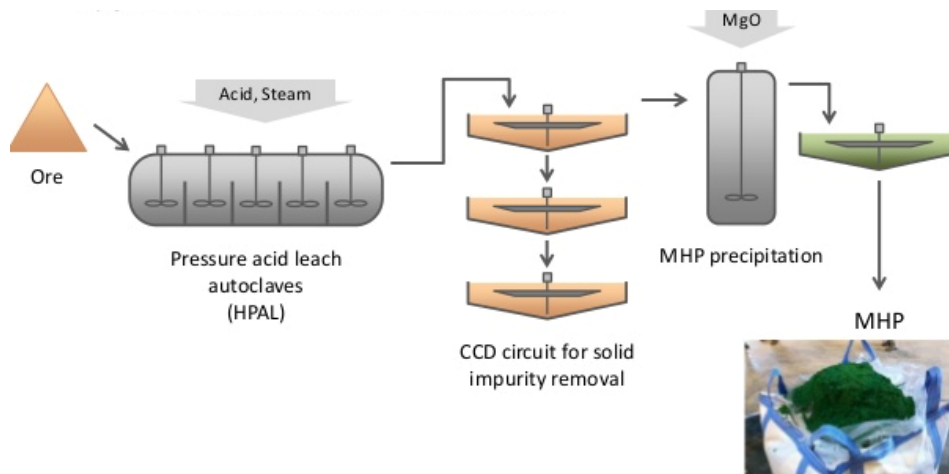 MgO
Acid, Steam
Ore
Pressure acid leach
autoclaves
(HPAL)
CCD circuit for solid
impurity removal
MHP precipitation
MHP